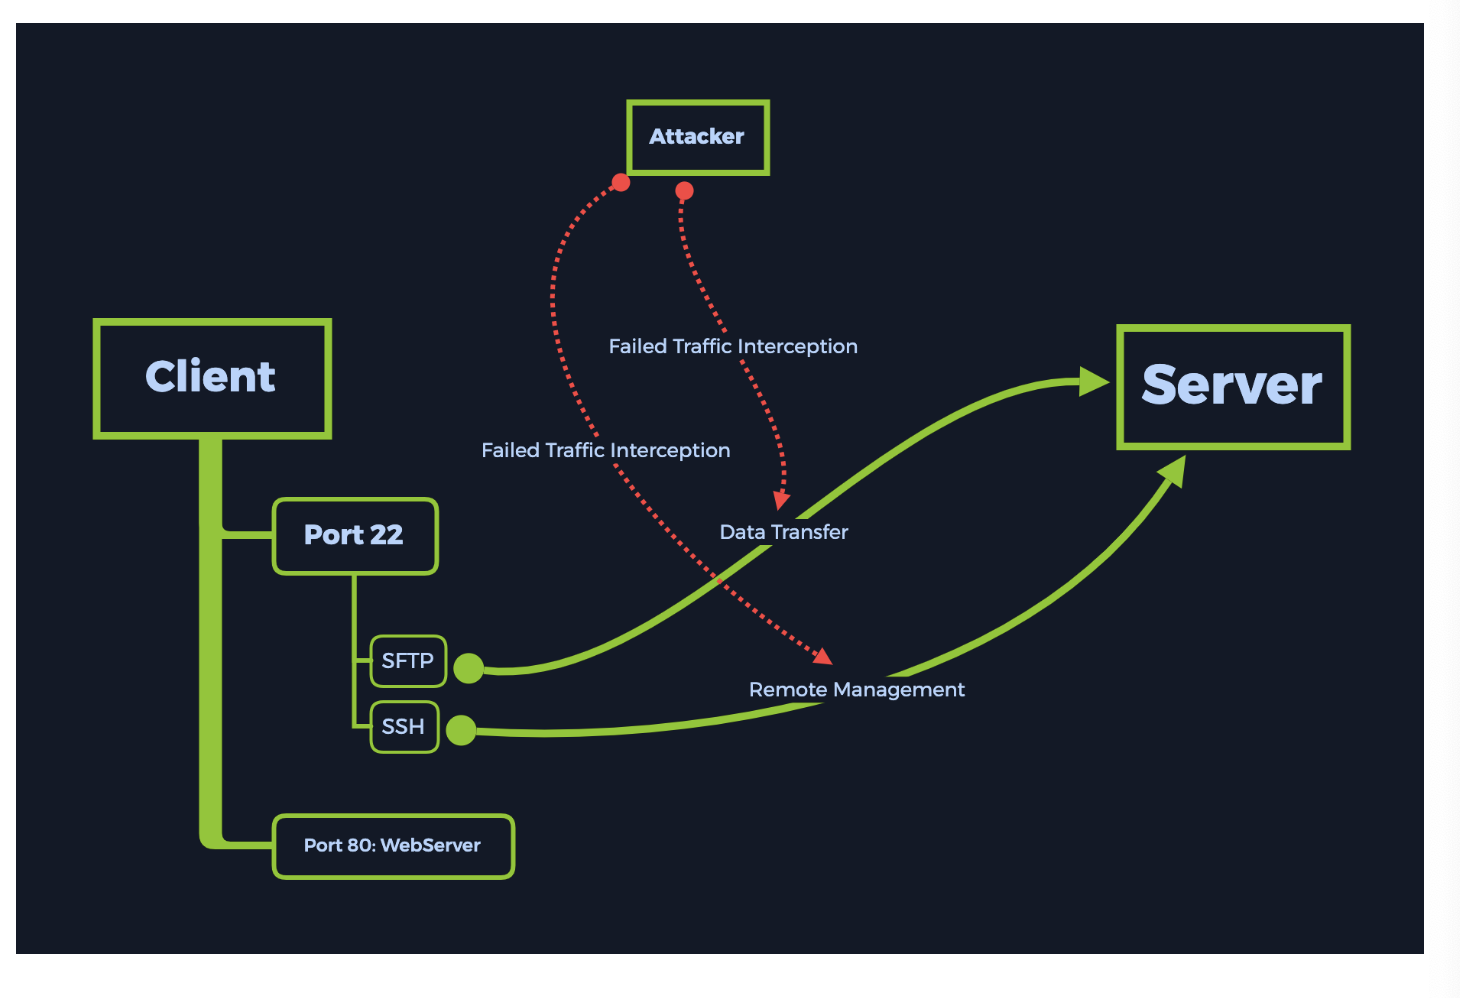 Attacker
Failed Traffic Interception
Client
Server
Failed Traffic Interception
Port 22
Data Transfer
SFTP
Remote Management
SSH
Port 80: WebServer